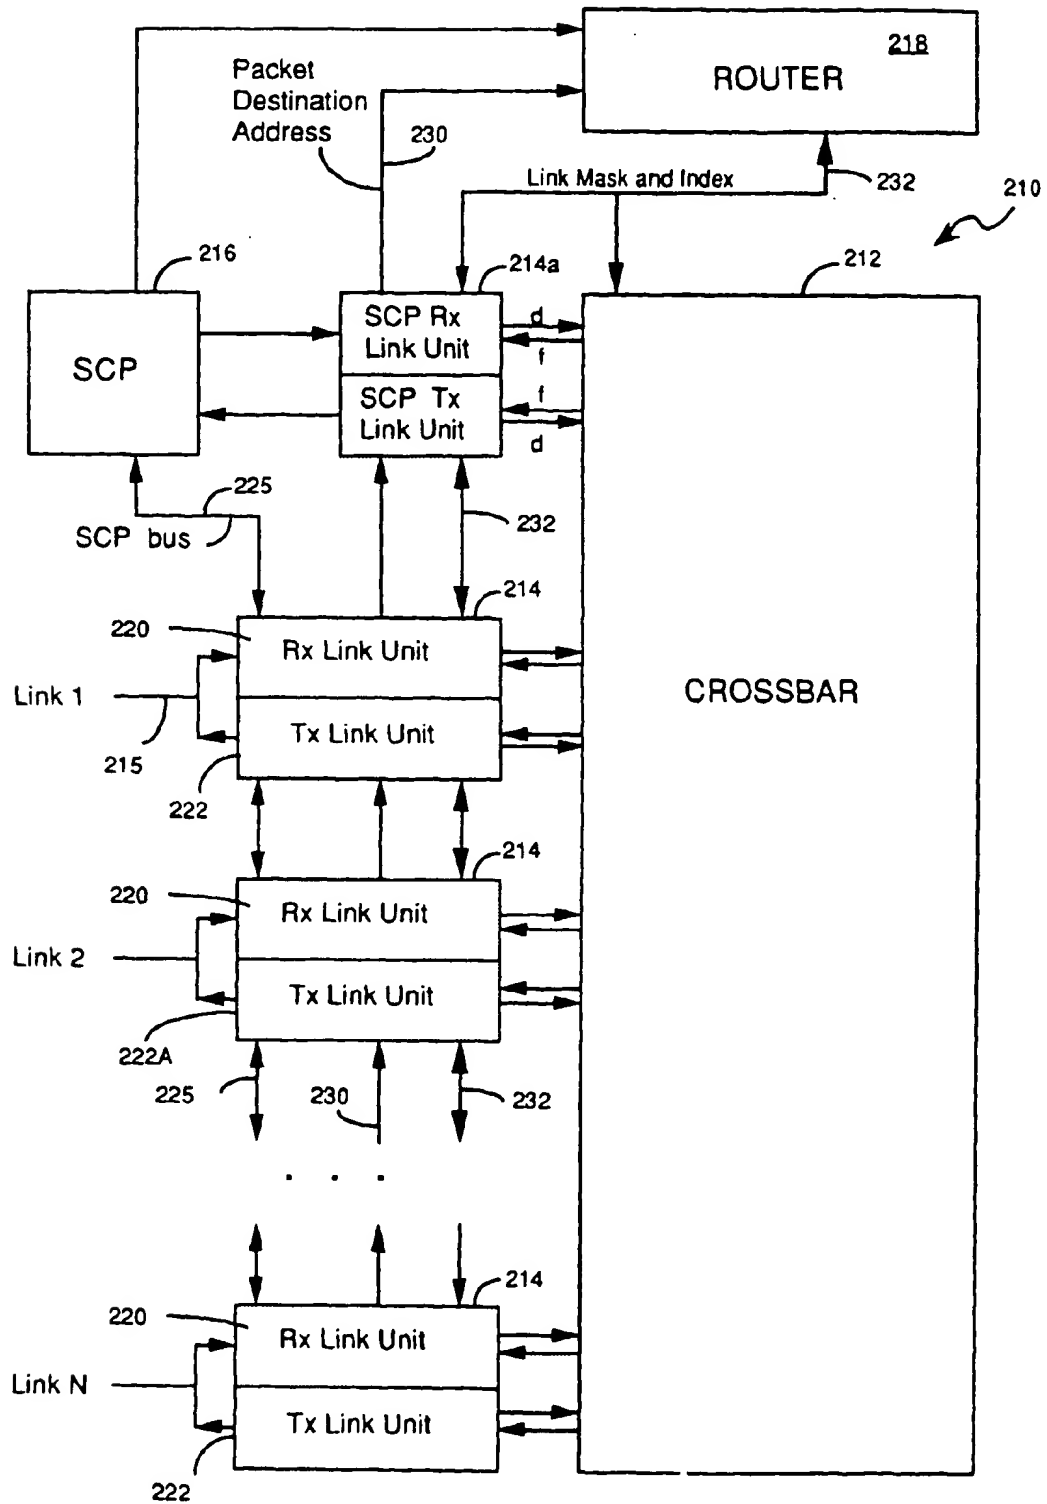 218
ROUTER
Packet
Destination
Address
230
Link Mask and Index
232
210
216
214a
212
SCP
SCP Rx
Link Unit
d
f
SCP Tx
Link Unit
f
d
225
SCP bus
232
214
220
Rx Link Unit
Link 1
Tx Link Unit
215
222
CROSSBAR
214
220
Rx Link Unit
Link 2
Tx Link Unit
222A
225
230
232
. . .
214
220
Rx Link Unit
Link N
Tx Link Unit
222